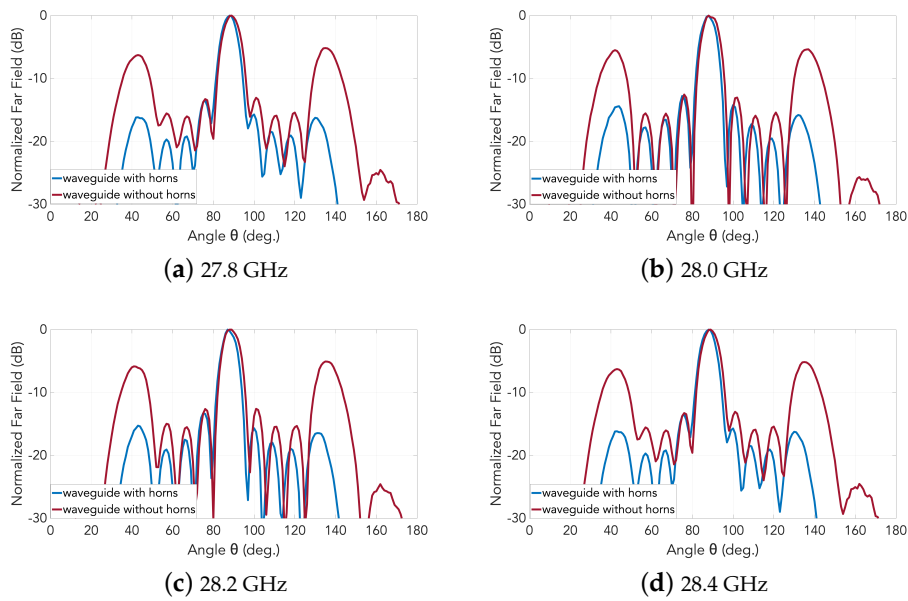 0
-10
-20
-30
Normalized Far Field (dB)
waveguide with horns
waveguide without horns
0 20 40 60 80 100 120 140 160 180
Angle θ (deg.)
(a) 27.8 GHz
0
-10
-20
-30
Normalized Far Field (dB)
waveguide with horns
waveguide without horns
0 20 40 60 80 100 120 140 160 180
Angle θ (deg.)
(b) 28.0 GHz
0
-10
-20
-30
Normalized Far Field (dB)
waveguide with horns
waveguide without horns
0 20 40 60 80 100 120 140 160 180
Angle θ (deg.)
(c) 28.2 GHz
0
-10
-20
-30
Normalized Far Field (dB)
waveguide with horns
waveguide without horns
0 20 40 60 80 100 120 140 160 180
Angle θ (deg.)
(d) 28.4 GHz